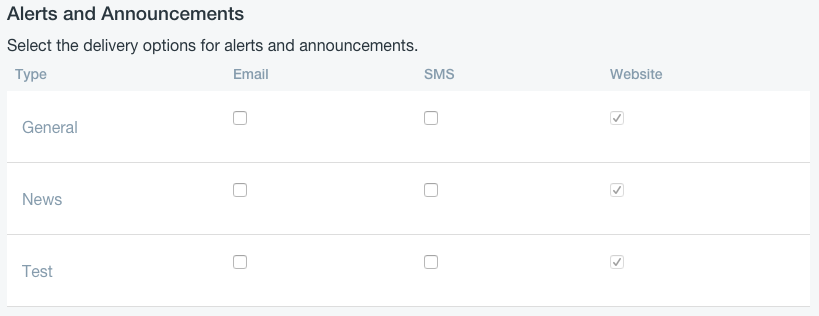 Alerts and Announcements
Select the delivery options for alerts and announcements.
Type Email SMS Website
General
News
Test